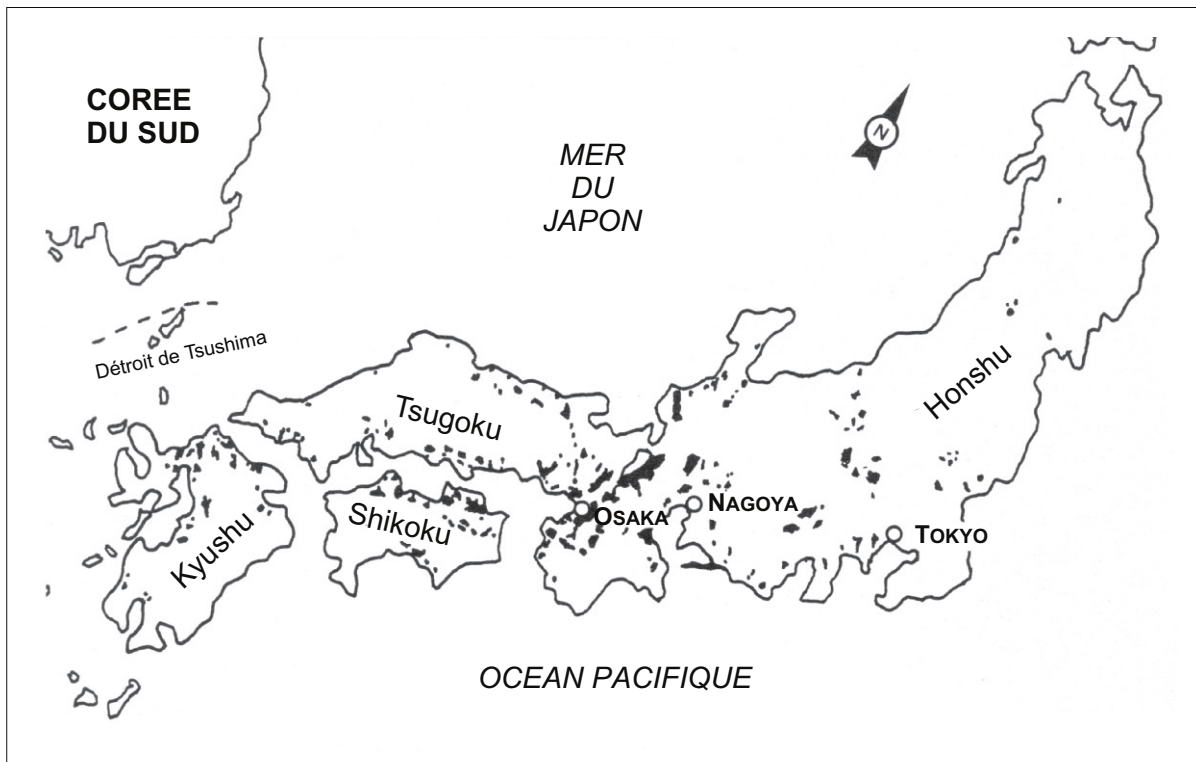 COREE
DU SUD
MER
DU
JAPON
N
Détroit de Tsushima
Tsugoku
Honshu
Shikoku
Kyushu
OSAKA
NAGOYA
TOKYO
OCEAN PACIFIQUE